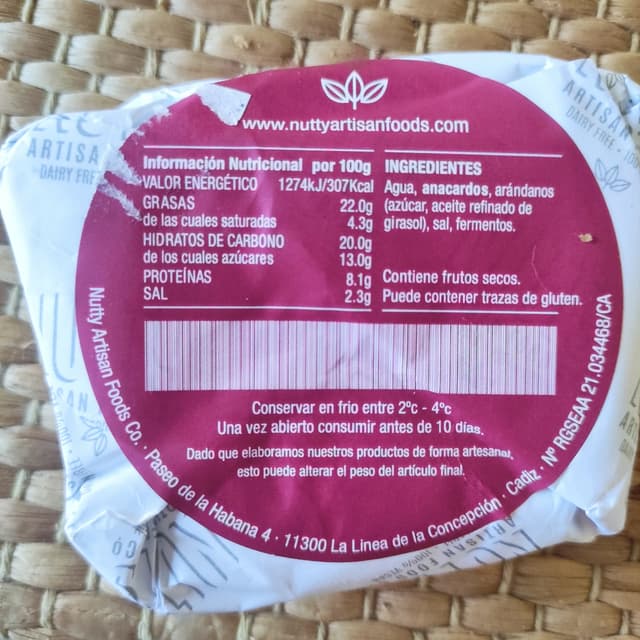 www.nuttyartisanfoods.com
Información Nutricional por 100g
VALOR ENERGÉTICO 1274kJ/307Kcal
GRASAS 22.0g
de las cuales saturadas 4.3g
HIDRATOS DE CARBONO 20.0g
de los cuales azúcares 13.0g
PROTEÍNAS 8.1g
SAL 2.3g
INGREDIENTES
Agua, anacardos, arándanos
(azúcar, aceite refinado de
girasol), sal, fermentos.
Contiene frutos secos.
Puede contener trazas de gluten.
Conservar en frio entre 2ºc - 4ºc
Una vez abierto consumir antes de 10 días.
Dado que elaboramos nuestros productos de forma artesanal,
esto puede alterar el peso del artículo final.
Nutty Artisan Foods Co. · Paseo de la Habana 4 · 11300 La Linea de la Concepción · Cadiz · Nº RGSEAA 21.034468/CA
ARTISA
DAIRY FREE
ARTISAN
DAIRY FREE